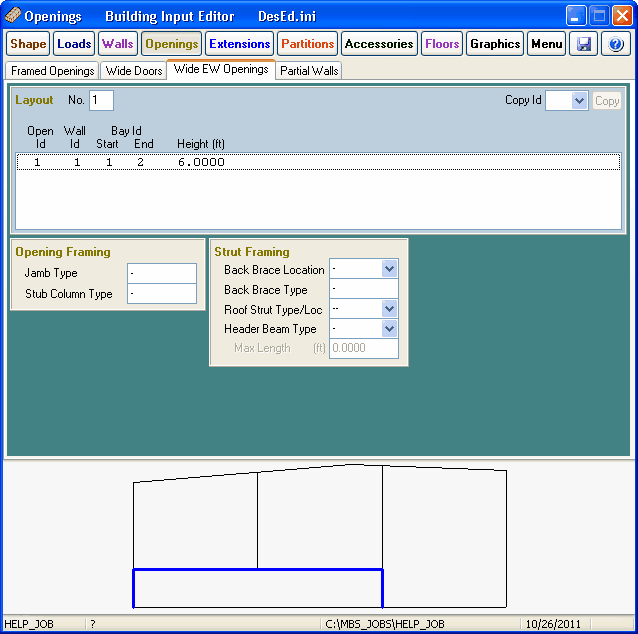 Openings Building Input Editor DesEd.ini
Shape Loads Walls Openings Extensions Partitions Accessories Floors Graphics Menu
Framed Openings Wide Doors Wide EW Openings Partial Walls
Layout No. 1 Copy Id Copy
Open Wall Bay Id
Id Id Start End Height (ft)
1 1 1 2 6.0000
Opening Framing
Jamb Type -
Stub Column Type -
Strut Framing
Back Brace Location -
Back Brace Type -
Roof Strut Type/Loc --
Header Beam Type -
Max Length (ft) 0.0000
HELP_JOB ? C:\MBS_JOBS\HELP_JOB 10/26/2011